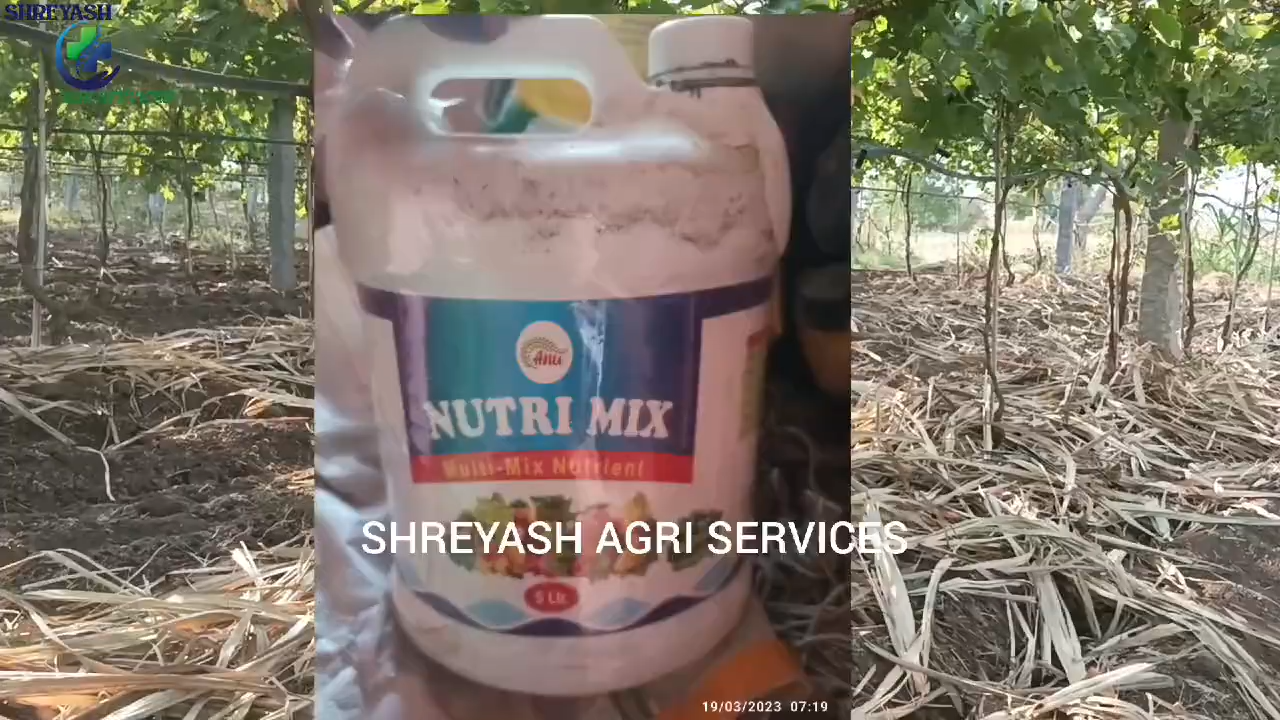 SHREYASH
Anu
NUTRI MIX
Multi-Mix Nutrient
SHREYASH AGRI SERVICES
5 Ltr.
19/03/2023 07:19